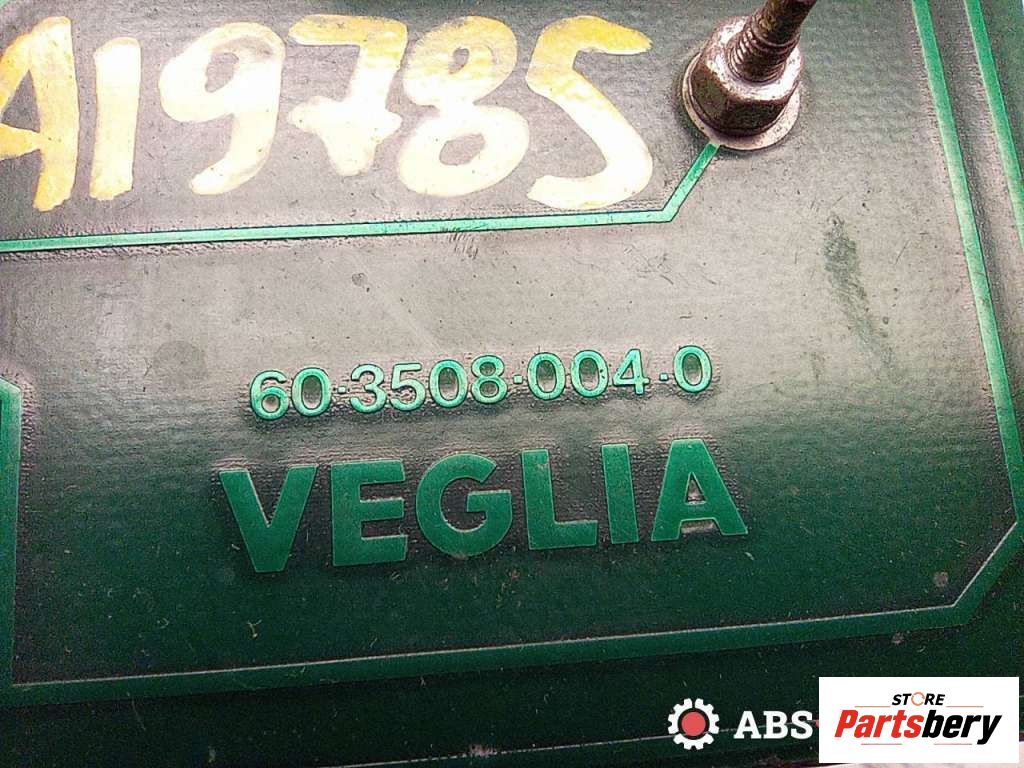 A19785
60·3508·004·0
VEGLIA
ABS
STORE
Partsbery